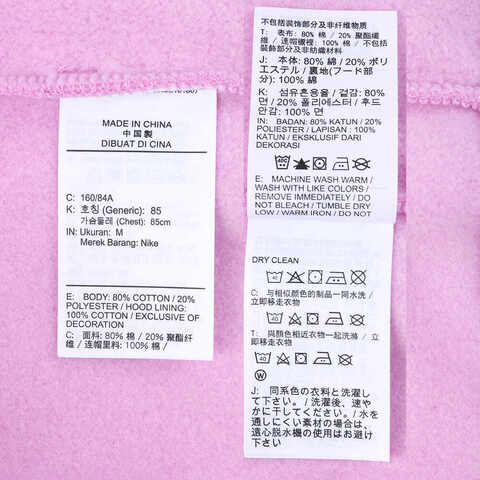 MADE IN CHINA
中国製
DIBUAT DI CINA
C: 160/84A
K: 호칭 (Generic): 85
가슴둘레 (Chest): 85cm
IN: Ukuran: M
Merek Barang: Nike
E: BODY: 80% COTTON / 20%
POLYESTER / HOOD LINING:
100% COTTON / EXCLUSIVE OF
DECORATION
C: 面料: 80% 棉 / 20% 聚酯纤
维 / 连帽里料: 100% 棉 /
不包括装饰部分及非纤维物质
T: 表布: 80% 棉 / 20% 聚酯纖
維 / 連帽襯裡: 100% 棉 / 不包括
裝飾部分及非紡織材料
J: 本体: 80% 綿 / 20% ポリ
エステル / 裏地(フード部
分): 100% 綿
K: 섬유혼용율 / 겉감: 80%
면 / 20% 폴리에스터 / 후드
안감: 100% 면
IN: BADAN: 80% KATUN / 20%
POLIESTER / LAPISAN : 100%
KATUN / EKSKLUSIF DARI
DEKORASI
E: MACHINE WASH WARM /
WASH WITH LIKE COLORS /
REMOVE IMMEDIATELY / DO
NOT BLEACH / TUMBLE DRY
LOW / WARM IRON / DO NOT
DRY CLEAN
C: 与相似颜色的制品一同水洗 /
立即移走衣物
T: 與顏色相近衣物一起洗滌 /
立即移走衣物
W
J: 同系色の衣料と洗濯し
て下さい。/ 洗濯後、速や
かに干してください / 水を
通しにくい素材の場合は、
遠心脱水機の使用はお避け
下さい